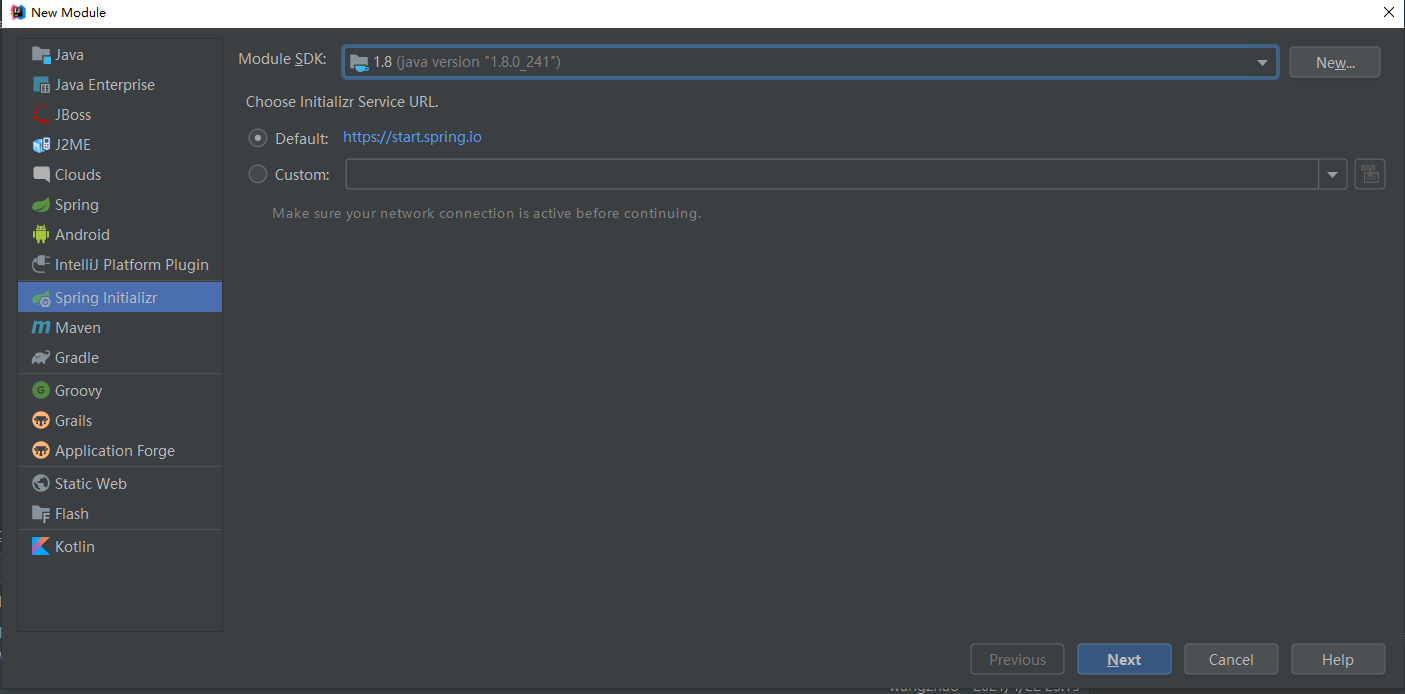 New Module
Java
Java Enterprise
JBoss
J2ME
Clouds
Spring
Android
IntelliJ Platform Plugin
Spring Initializr
Maven
Gradle
Groovy
Grails
Application Forge
Static Web
Flash
Kotlin
Module SDK: 1.8 (java version "1.8.0_241") New...
Choose Initializr Service URL.
Default: https://start.spring.io
Custom:
Make sure your network connection is active before continuing.
Previous Next Cancel Help